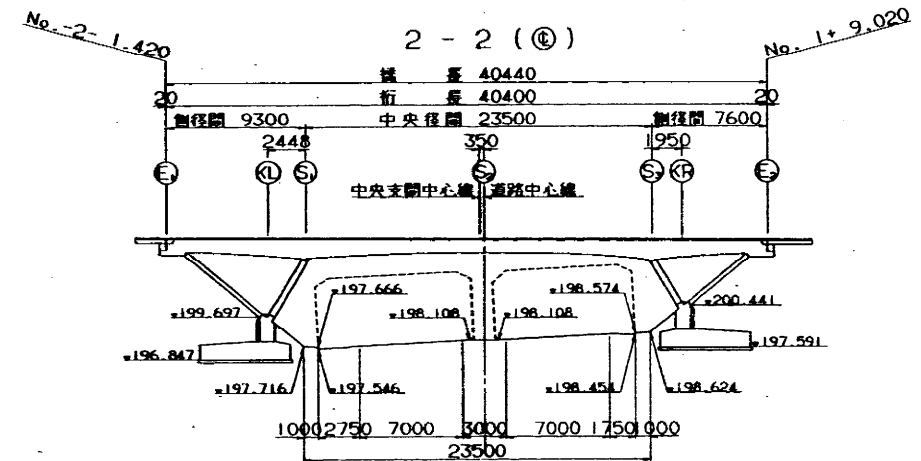 No. -2- 1.420
2 - 2 (℄)
No. 1+ 9.020
橋 長 40440
20 桁 長 40400 20
側径間 9300 中央径間 23500 側径間 7600
2448 350 1950
E₁ KL S₁ S₂ KR E₂
中央支間中心線 道路中心線
197.666 198.574
199.697 198.108 198.108 200.441
196.847 197.591
197.716 197.546 198.454 198.624
1000 2750 7000 3000 7000 1750 1000
23500